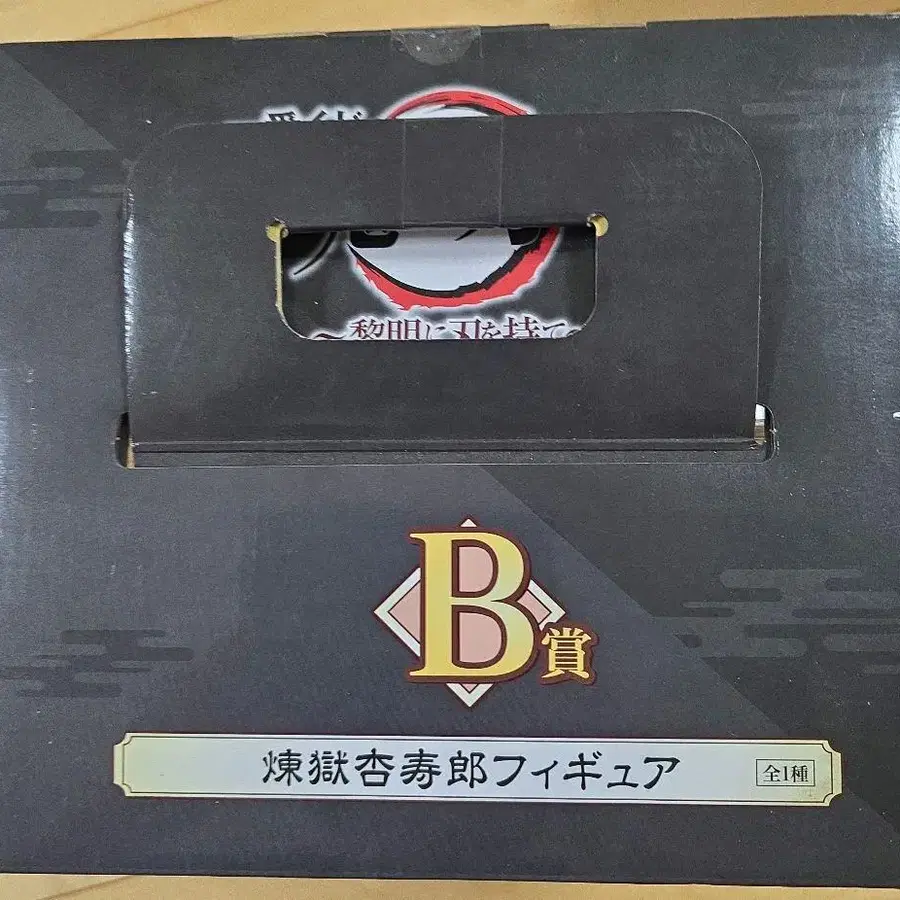 ～黎明に刃を持て～
B賞
煉獄杏寿郎フィギュア 全1種